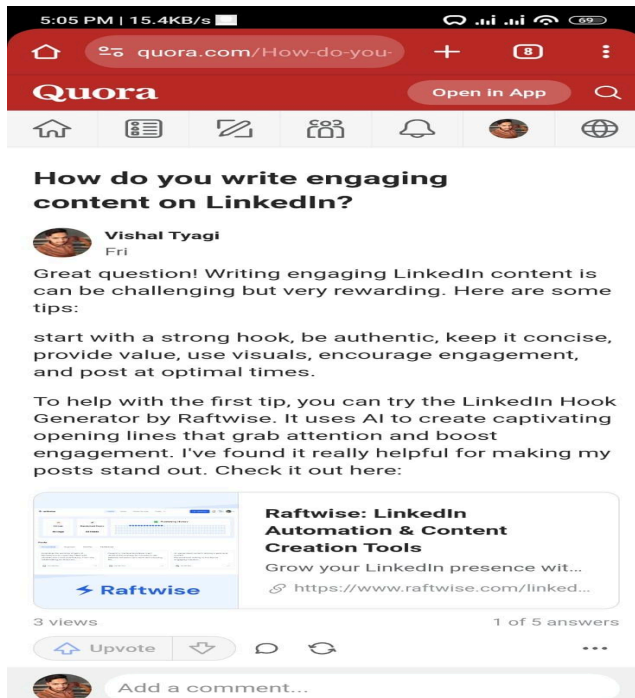 5:05 PM | 15.4KB/s
69
quora.com/How-do-you-
8
Quora
Open in App
How do you write engaging
content on LinkedIn?
Vishal Tyagi
Fri
Great question! Writing engaging LinkedIn content is
can be challenging but very rewarding. Here are some
tips:
start with a strong hook, be authentic, keep it concise,
provide value, use visuals, encourage engagement,
and post at optimal times.
To help with the first tip, you can try the LinkedIn Hook
Generator by Raftwise. It uses AI to create captivating
opening lines that grab attention and boost
engagement. I've found it really helpful for making my
posts stand out. Check it out here:
Raftwise: LinkedIn
Automation & Content
Creation Tools
Grow your LinkedIn presence wit...
https://www.raftwise.com/linked...
Raftwise
3 views
1 of 5 answers
Upvote
Add a comment...